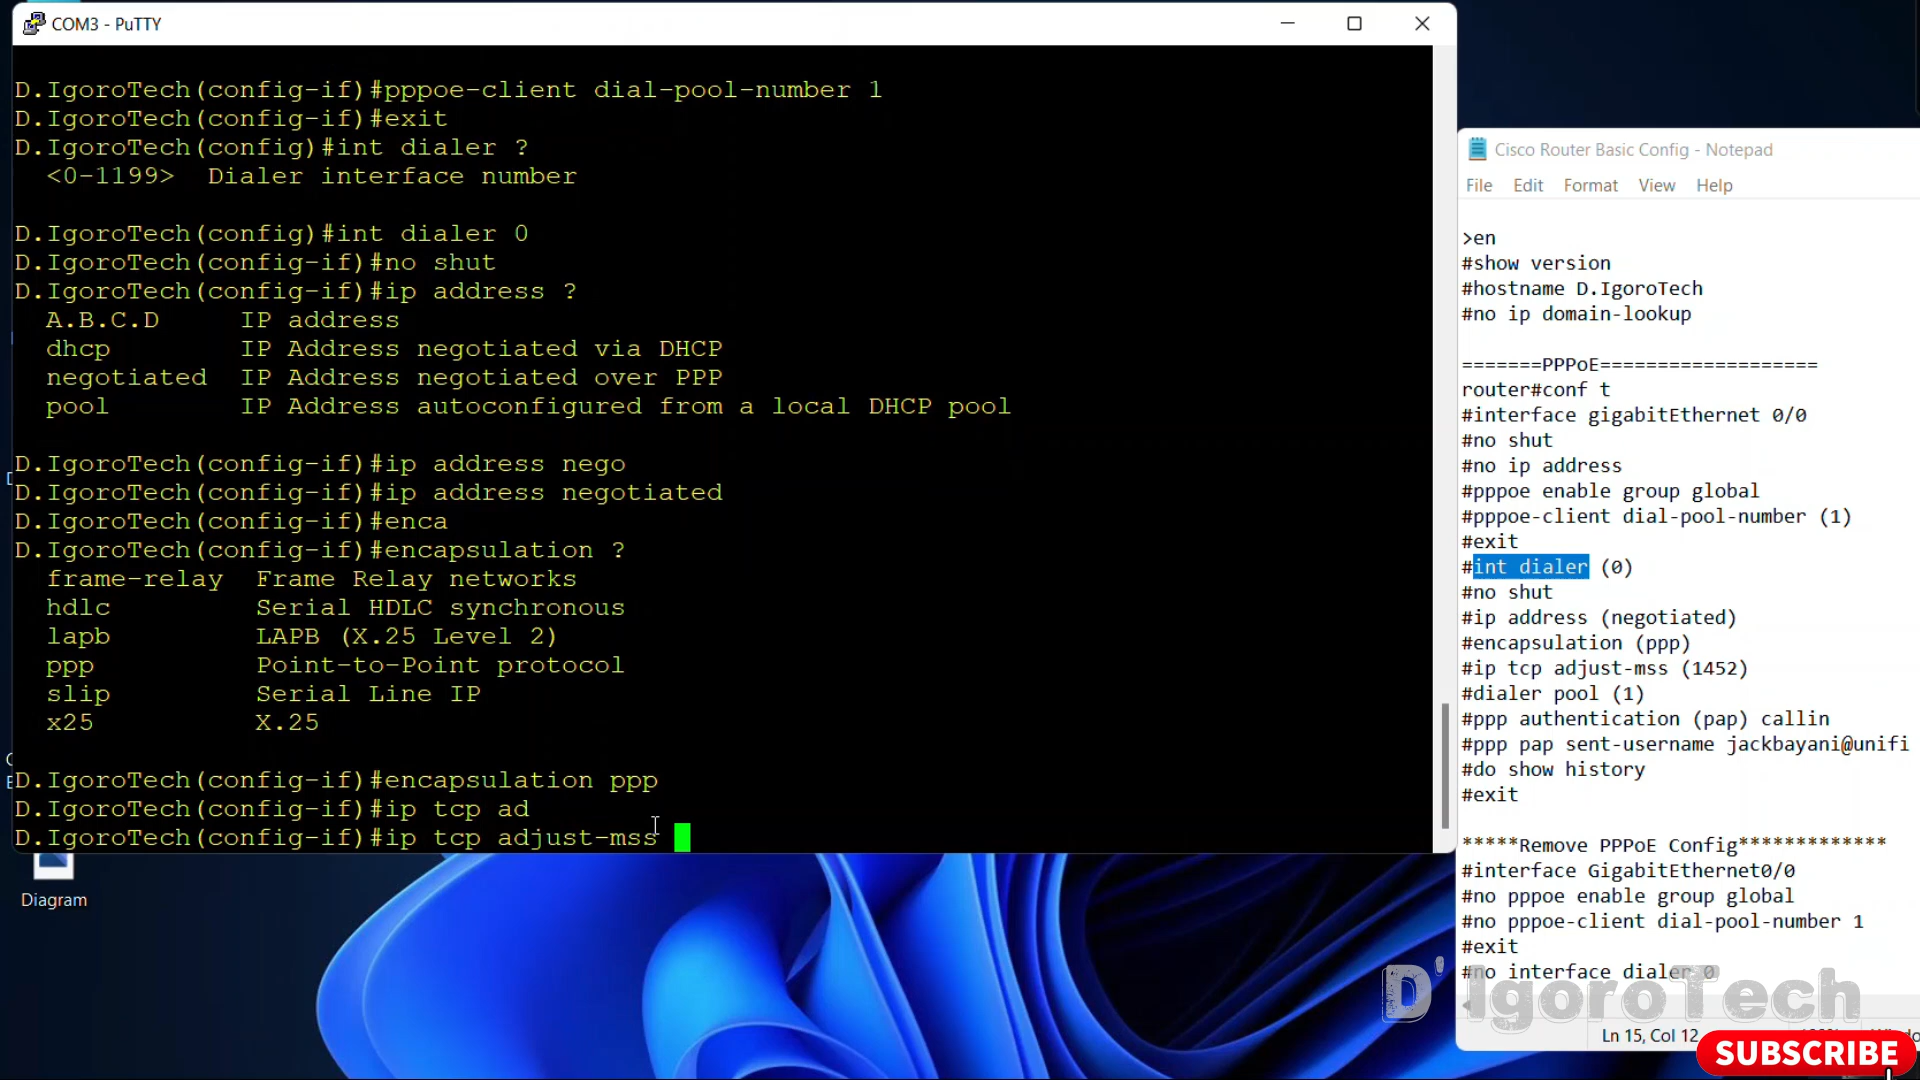 COM3 - PuTTY
D.IgoroTech(config-if)#pppoe-client dial-pool-number 1
D.IgoroTech(config-if)#exit
D.IgoroTech(config)#int dialer ?
<0-1199>  Dialer interface number
D.IgoroTech(config)#int dialer 0
D.IgoroTech(config-if)#no shut
D.IgoroTech(config-if)#ip address ?
A.B.C.D     IP address
dhcp        IP Address negotiated via DHCP
negotiated  IP Address negotiated over PPP
pool        IP Address autoconfigured from a local DHCP pool
D.IgoroTech(config-if)#ip address nego
D.IgoroTech(config-if)#ip address negotiated
D.IgoroTech(config-if)#enca
D.IgoroTech(config-if)#encapsulation ?
frame-relay  Frame Relay networks
hdlc         Serial HDLC synchronous
lapb         LAPB (X.25 Level 2)
ppp          Point-to-Point protocol
slip         Serial Line IP
x25          X.25
D.IgoroTech(config-if)#encapsulation ppp
D.IgoroTech(config-if)#ip tcp ad
D.IgoroTech(config-if)#ip tcp adjust-mss
Diagram
Cisco Router Basic Config - Notepad
File Edit Format View Help
>en
#show version
#hostname D.IgoroTech
#no ip domain-lookup
=======PPPoE===================
router#conf t
#interface gigabitEthernet 0/0
#no shut
#no ip address
#pppoe enable group global
#pppoe-client dial-pool-number (1)
#exit
#int dialer (0)
#no shut
#ip address (negotiated)
#encapsulation (ppp)
#ip tcp adjust-mss (1452)
#dialer pool (1)
#ppp authentication (pap) callin
#ppp pap sent-username jackbayani@unifi
#do show history
#exit
*****Remove PPPoE Config*************
#interface GigabitEthernet0/0
#no pppoe enable group global
#no pppoe-client dial-pool-number 1
#exit
#no interface dialer 0
D'IgoroTech
Ln 15, Col 12
SUBSCRIBE